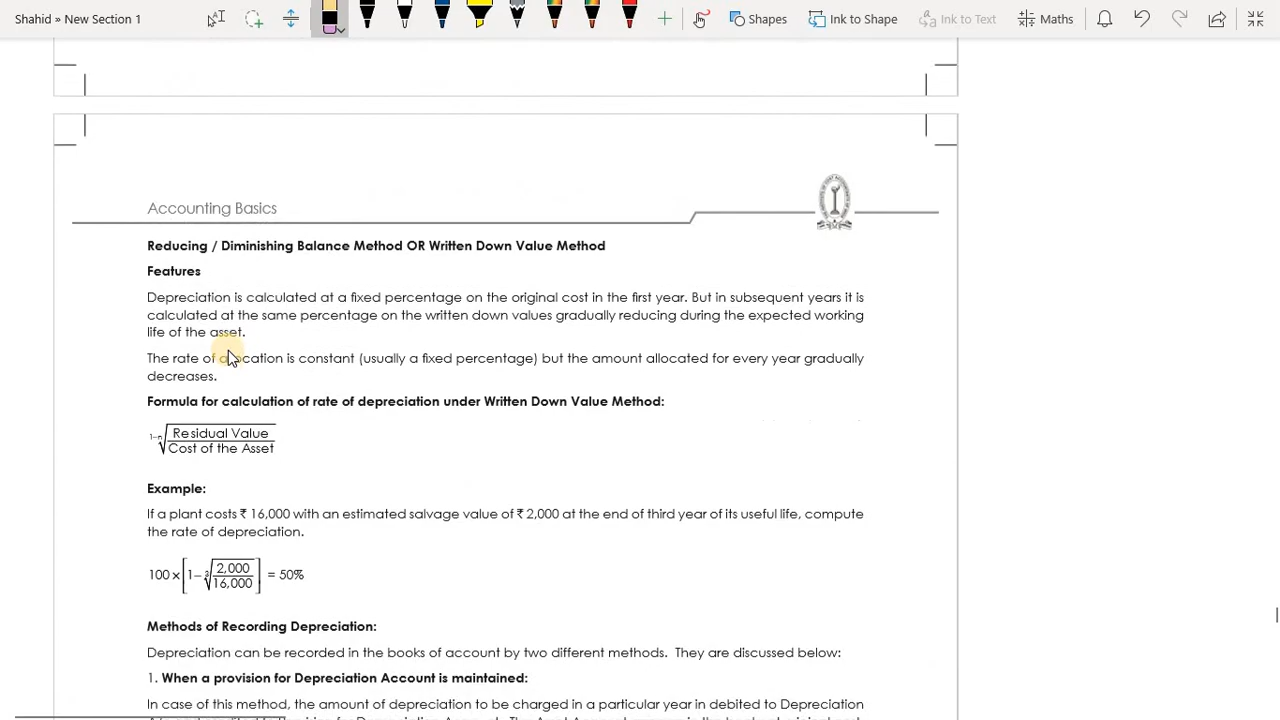 Shahid » New Section 1
Shapes
Ink to Shape
Ink to Text
Maths
Accounting Basics
Reducing / Diminishing Balance Method OR Written Down Value Method
Features
Depreciation is calculated at a fixed percentage on the original cost in the first year. But in subsequent years it is
calculated at the same percentage on the written down values gradually reducing during the expected working
life of the asset.
The rate of allocation is constant (usually a fixed percentage) but the amount allocated for every year gradually
decreases.
Formula for calculation of rate of depreciation under Written Down Value Method:
1-n√ Residual Value
Cost of the Asset
Example:
If a plant costs ₹ 16,000 with an estimated salvage value of ₹ 2,000 at the end of third year of its useful life, compute
the rate of depreciation.
100 × [1– 3√ 2,000
16,000 ] = 50%
Methods of Recording Depreciation:
Depreciation can be recorded in the books of account by two different methods. They are discussed below:
1. When a provision for Depreciation Account is maintained:
In case of this method, the amount of depreciation to be charged in a particular year in debited to Depreciation